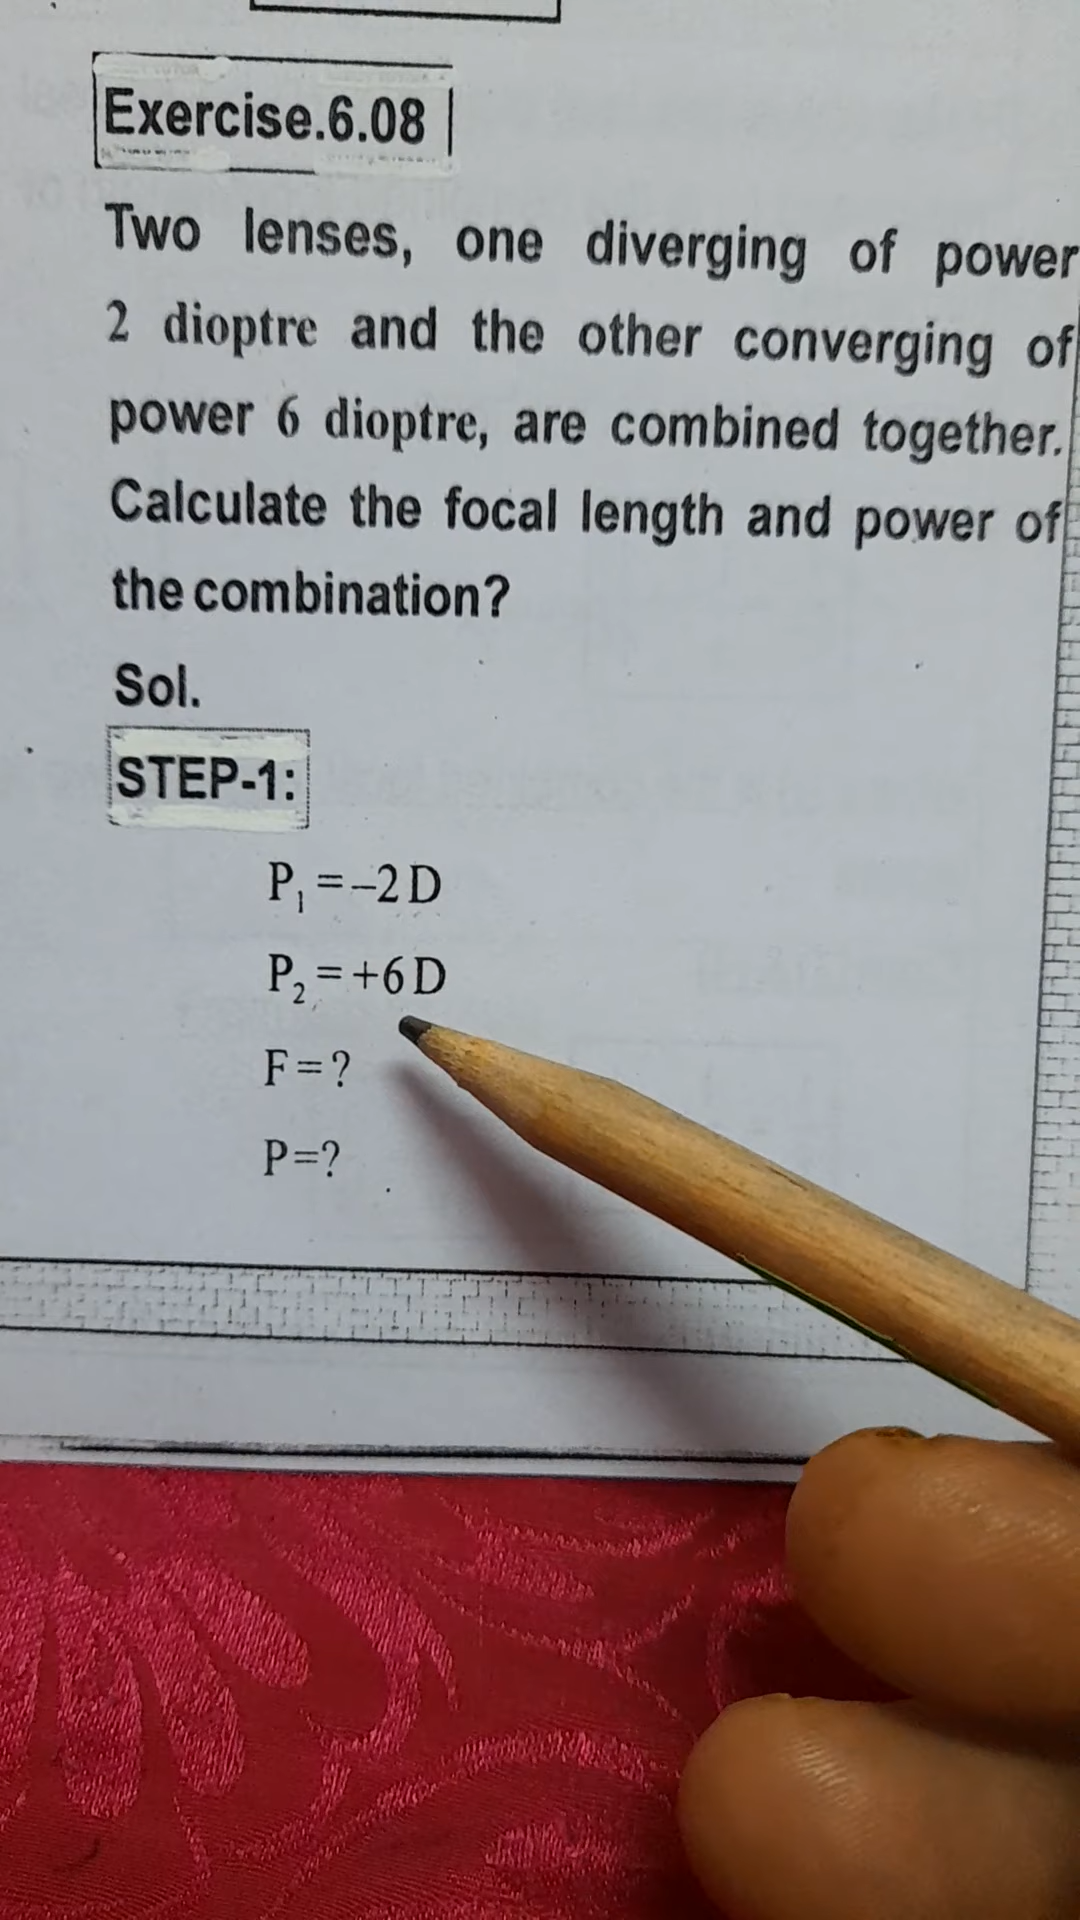 Exercise.6.08
Two lenses, one diverging of power
2 dioptre and the other converging of
power 6 dioptre, are combined together.
Calculate the focal length and power of
the combination?
Sol.
STEP-1:
P₁ = –2 D
P₂ = +6 D
F = ?
P=?